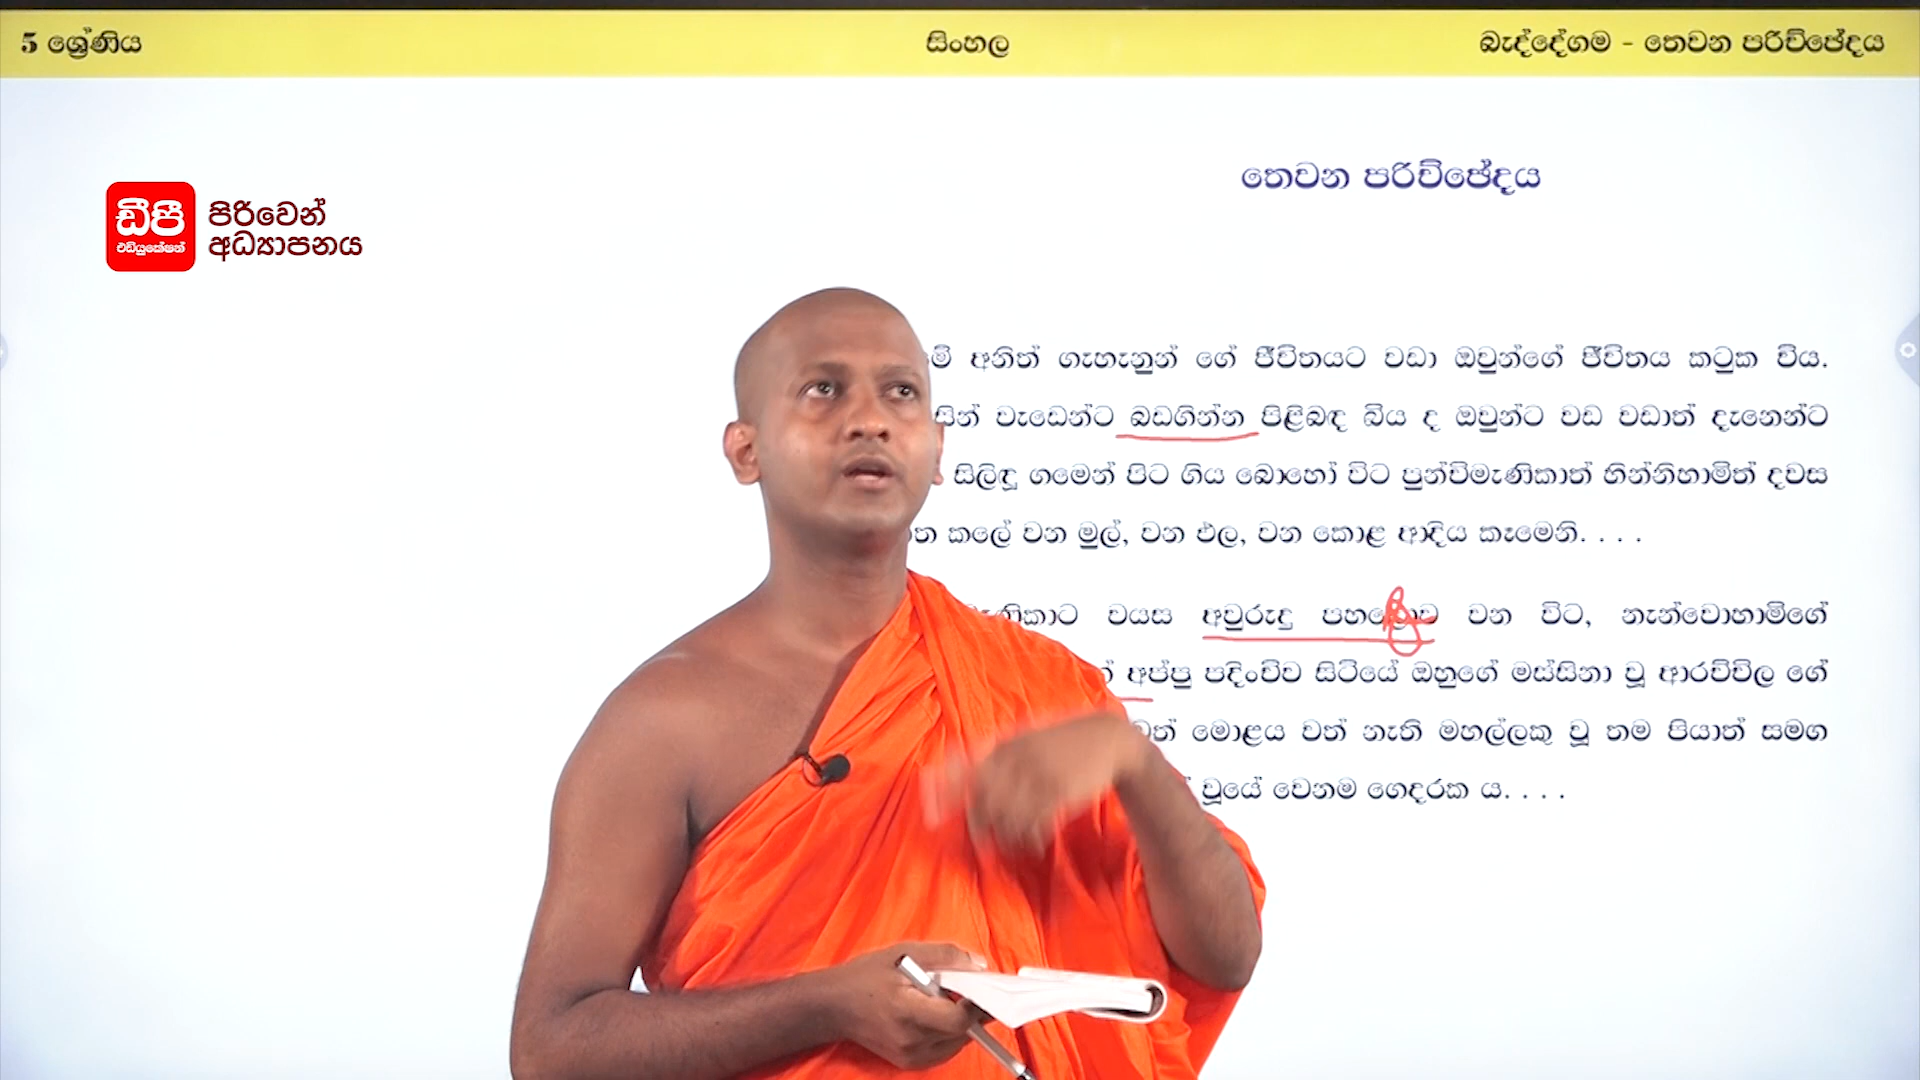 5 ශ්‍රේණිය
සිංහල
බැද්දේගම - තෙවන පරිච්ඡේදය
තෙවන පරිච්ඡේදය
ඩීපී
එඩියුකේෂන්
පිරිවෙන්
අධ්‍යාපනය
අනිත් ගැහැනුන් ගේ ජීවිතයට වඩා ඔවුන්ගේ ජීවිතය කටුක විය.
වැඩෙන්ට බඩගින්න පිළිබඳ බිය ද ඔවුන්ට වඩ වඩාත් දැනෙන්ට
සිලිඳු ගමෙන් පිට ගිය බොහෝ විට පුන්චිමැණිකාත් හින්නිහාමිත් දවස
කලේ වන මුල්, වන ඵල, වන කොළ ආදිය කෑමෙනි. . . .
වයස අවුරුදු පහළොව වන විට, නැන්චොහාමිගේ
අප්පු පදිංචිව සිටියේ ඔහුගේ මස්සිනා වූ ආරච්චිල ගේ
මොළය වත් නැති මහල්ලකු වූ තම පියාත් සමග
වූයේ වෙනම ගෙදරක ය. . . .